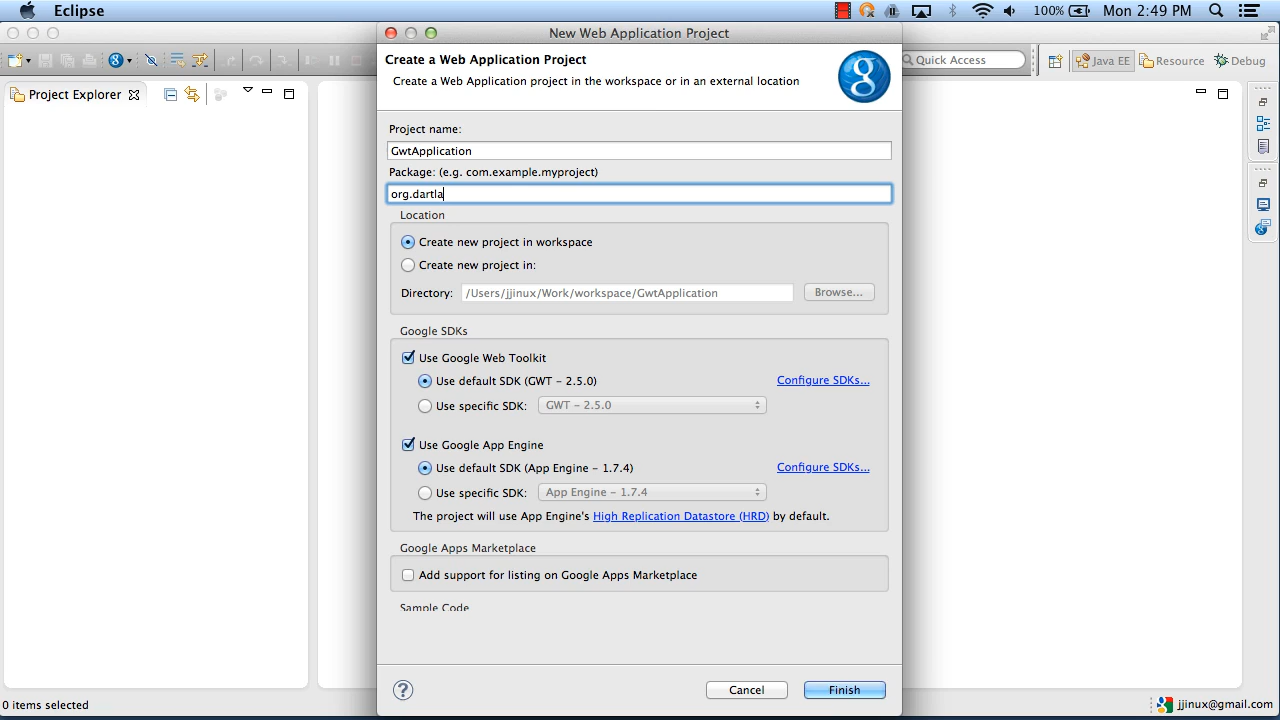 Eclipse
100%
Mon 2:49 PM
New Web Application Project
Quick Access
Java EE
Resource
Debug
Project Explorer
Create a Web Application Project
Create a Web Application project in the workspace or in an external location
Project name:
GwtApplication
Package: (e.g. com.example.myproject)
org.dartla
Location
Create new project in workspace
Create new project in:
Directory: /Users/jjinux/Work/workspace/GwtApplication Browse...
Google SDKs
Use Google Web Toolkit
Use default SDK (GWT - 2.5.0) Configure SDKs...
Use specific SDK: GWT - 2.5.0
Use Google App Engine
Use default SDK (App Engine - 1.7.4) Configure SDKs...
Use specific SDK: App Engine - 1.7.4
The project will use App Engine's High Replication Datastore (HRD) by default.
Google Apps Marketplace
Add support for listing on Google Apps Marketplace
Sample Code
Cancel Finish
0 items selected
jjinux@gmail.com